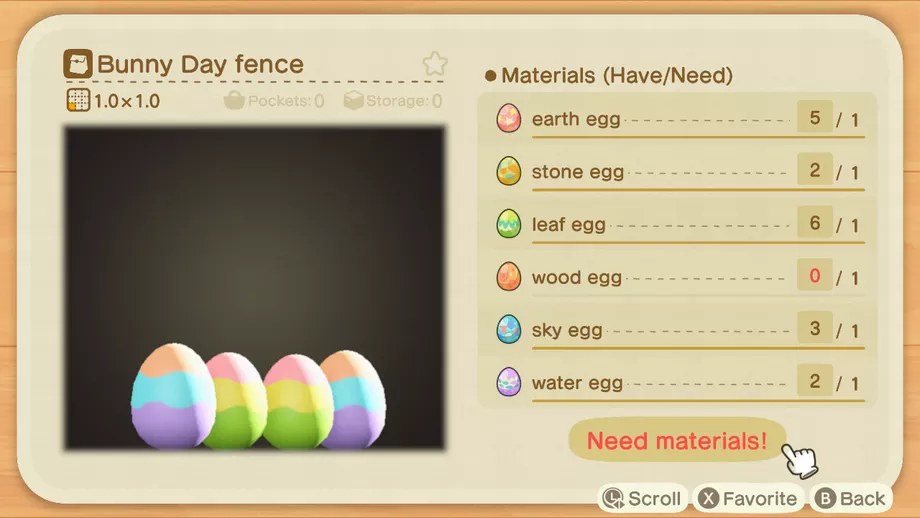 Bunny Day fence
1.0×1.0 Pockets: 0 Storage: 0
Materials (Have/Need)
earth egg 5 / 1
stone egg 2 / 1
leaf egg 6 / 1
wood egg 0 / 1
sky egg 3 / 1
water egg 2 / 1
Need materials!
L Scroll X Favorite B Back